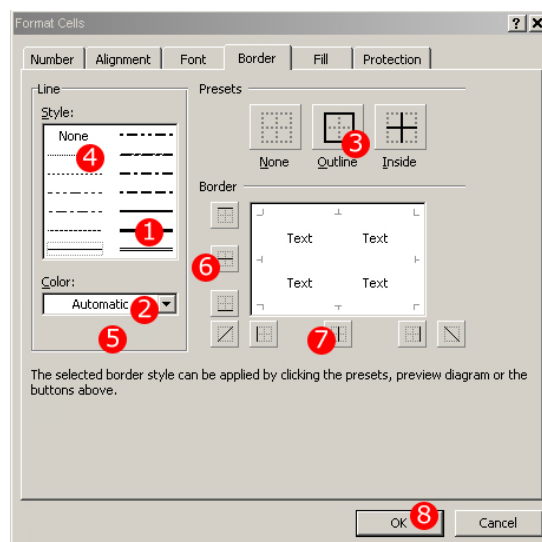 Format Cells
Number Alignment Font Border Fill Protection
Line
Style:
None
4
1
Color:
Automatic 2
5
Presets
3
None Outline Inside
Border
Text Text
6
Text Text
7
The selected border style can be applied by clicking the presets, preview diagram or the
buttons above.
OK 8 Cancel